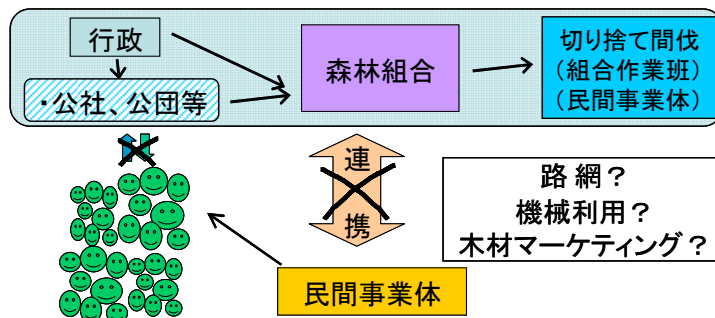 行政
・公社、公団等
森林組合
切り捨て間伐
（組合作業班）
（民間事業体）
連
携
路 網？
機械利用？
木材マーケティング？
民間事業体